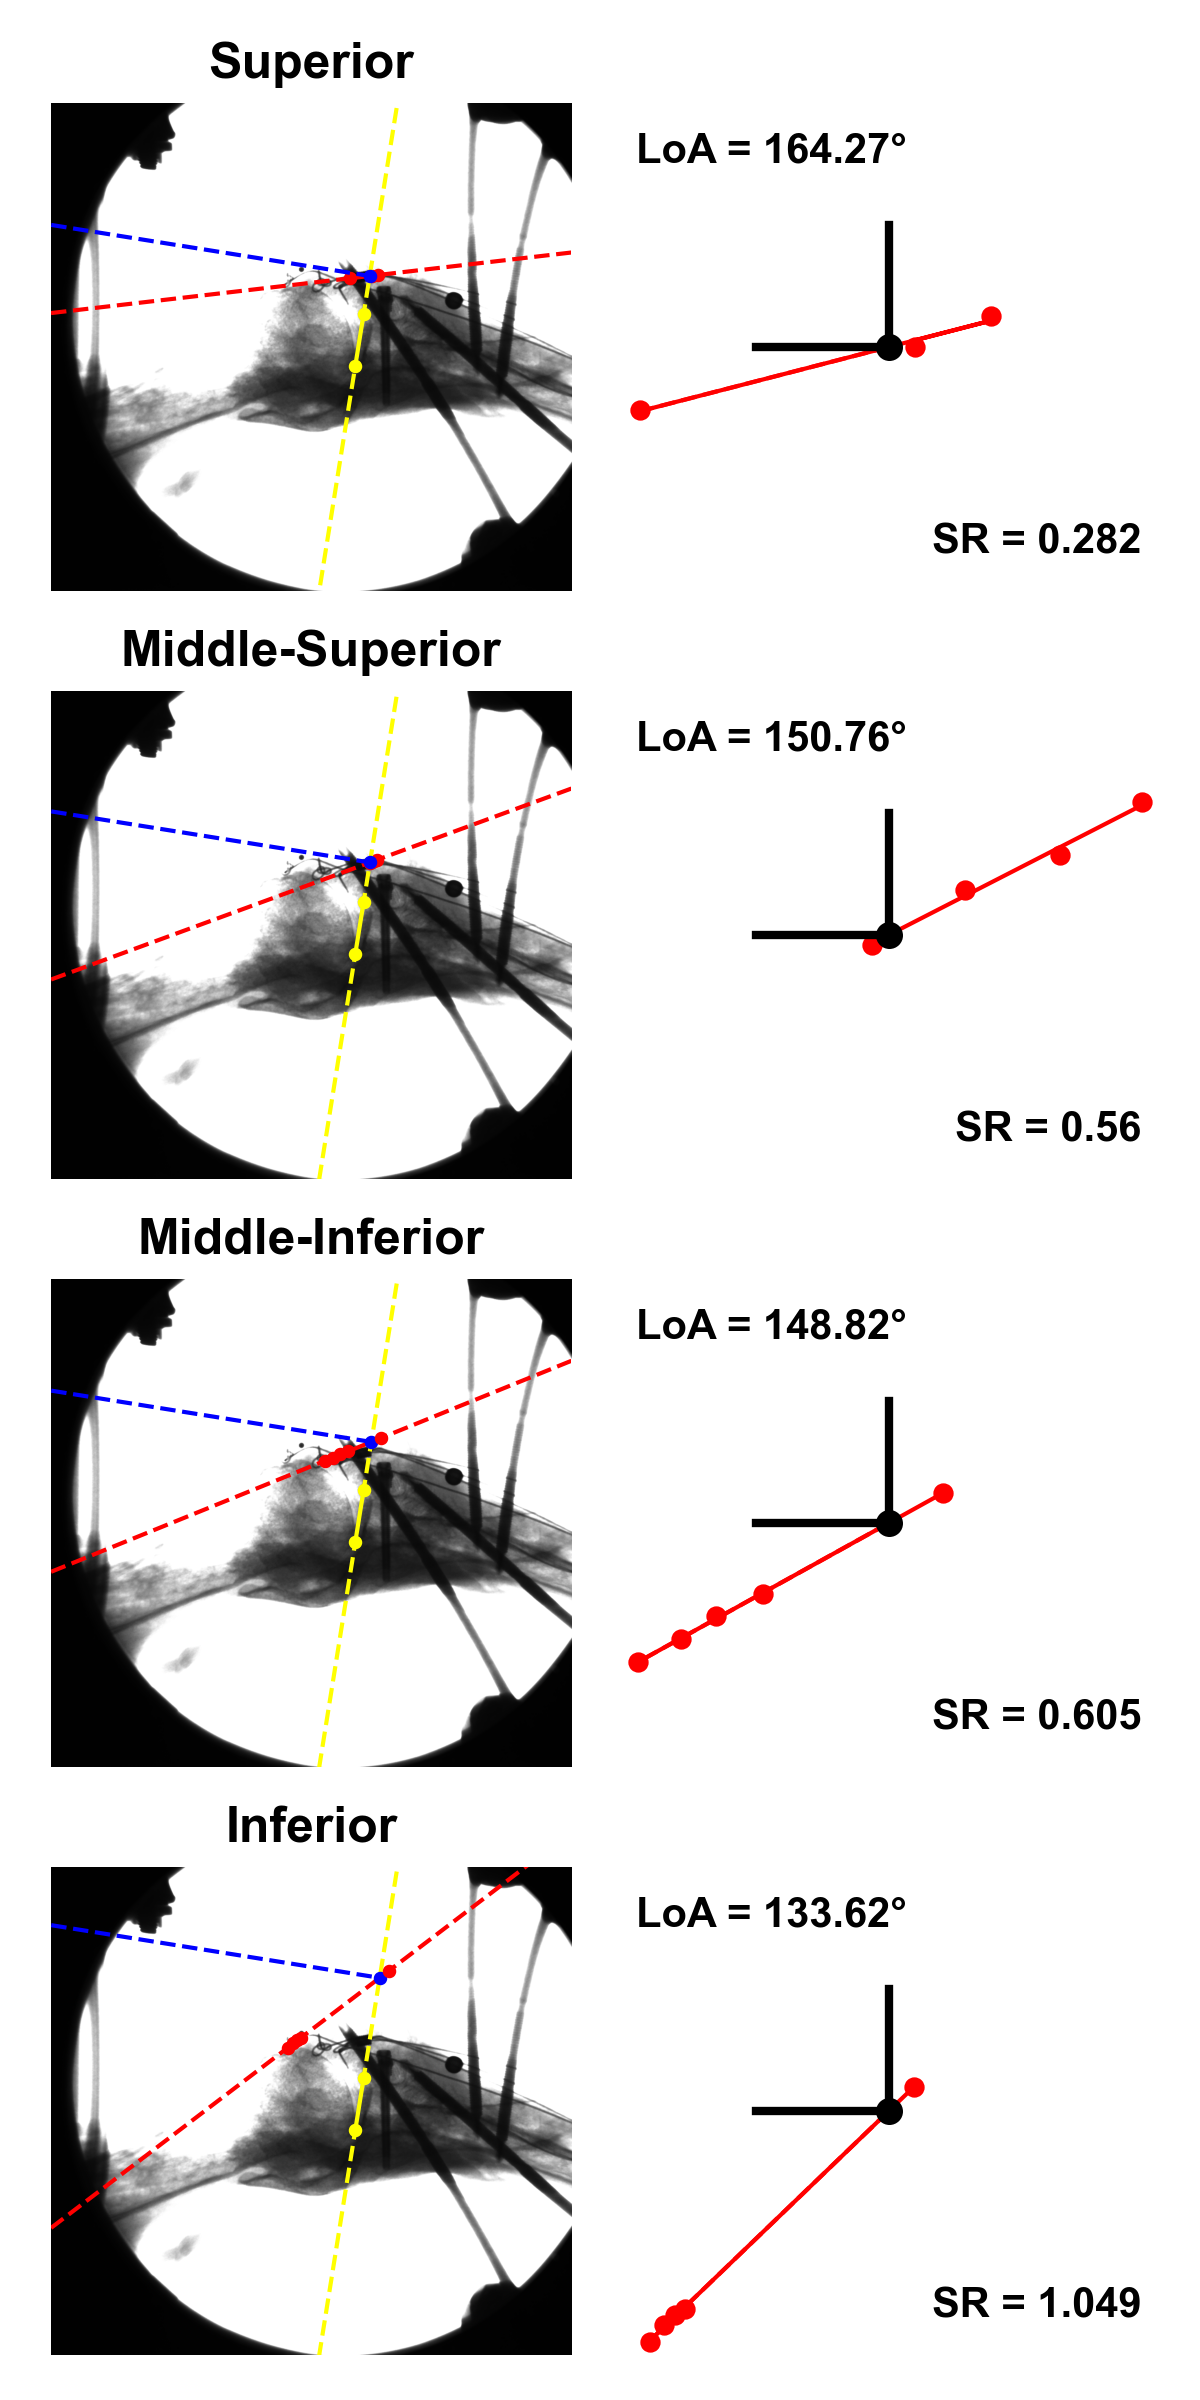 Superior
LoA = 164.27°
SR = 0.282
Middle-Superior
LoA = 150.76°
SR = 0.56
Middle-Inferior
LoA = 148.82°
SR = 0.605
Inferior
LoA = 133.62°
SR = 1.049